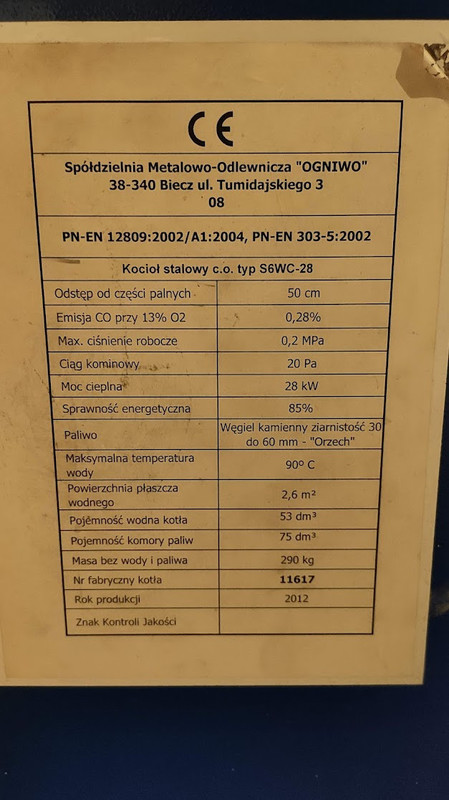 CE
Spółdzielnia Metalowo-Odlewnicza "OGNIWO"
38-340 Biecz ul. Tumidajskiego 3
08
PN-EN 12809:2002/A1:2004, PN-EN 303-5:2002
Kocioł stalowy c.o. typ S6WC-28
Odstęp od części palnych 50 cm
Emisja CO przy 13% O2 0,28%
Max. ciśnienie robocze 0,2 MPa
Ciąg kominowy 20 Pa
Moc cieplna 28 kW
Sprawność energetyczna 85%
Paliwo Węgiel kamienny ziarnistość 30
do 60 mm - "Orzech"
Maksymalna temperatura
wody 90º C
Powierzchnia płaszcza
wodnego 2,6 m²
Pojemność wodna kotła 53 dm³
Pojemność komory paliw 75 dm³
Masa bez wody i paliwa 290 kg
Nr fabryczny kotła 11617
Rok produkcji 2012
Znak Kontroli Jakości